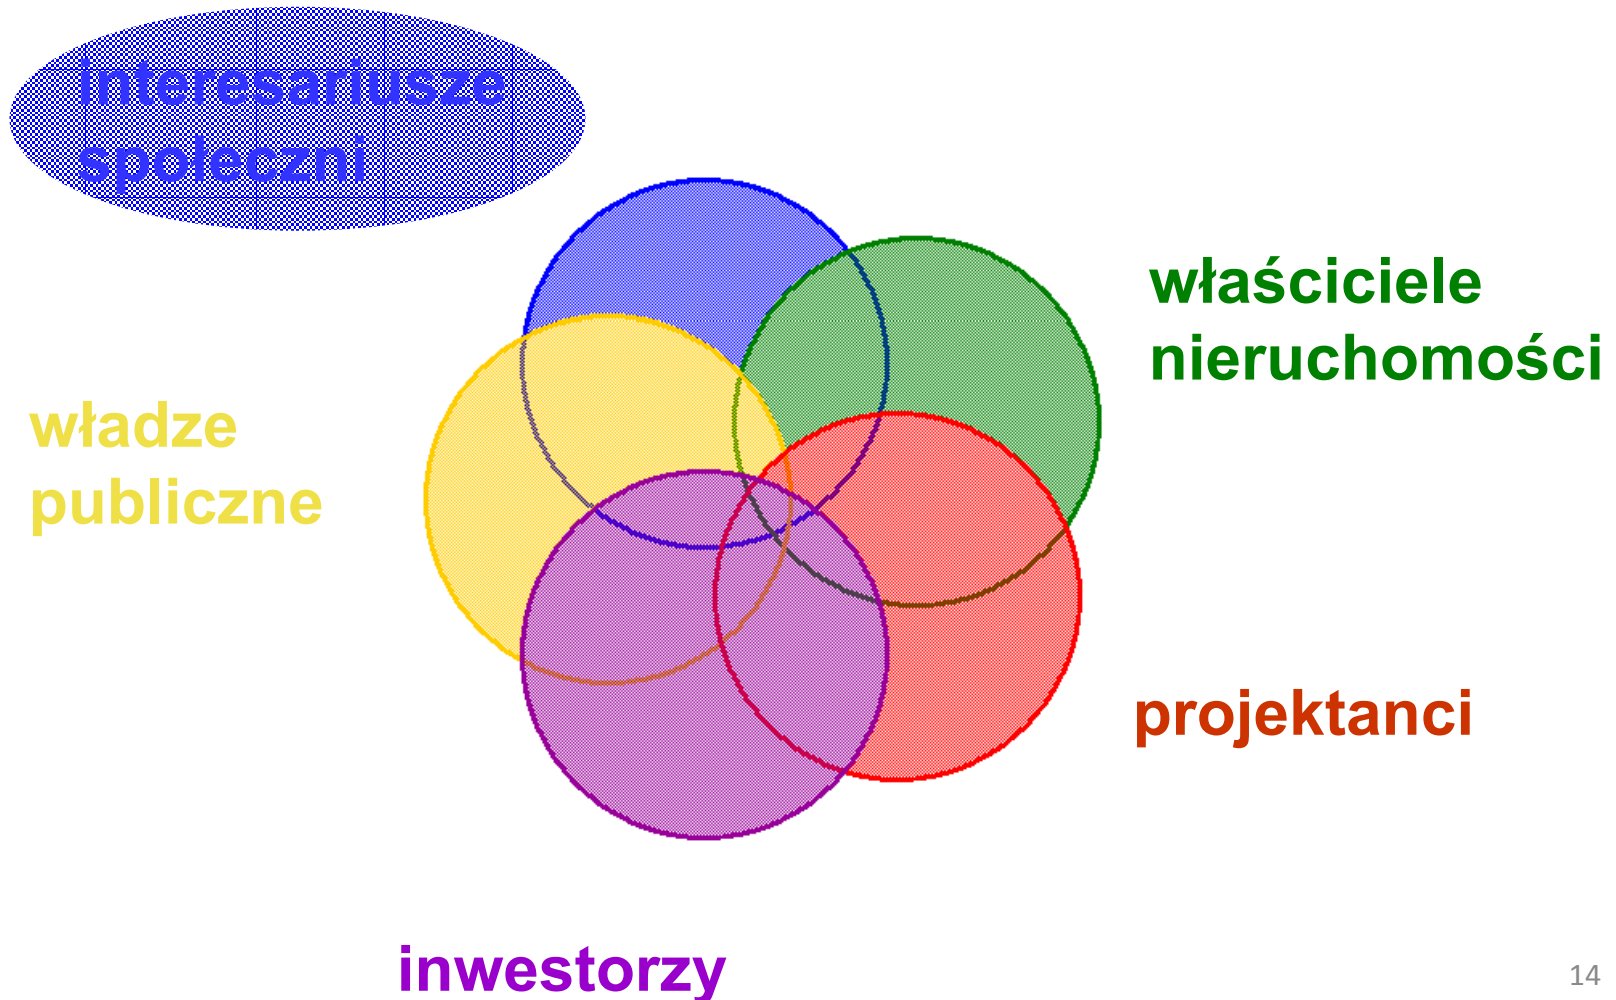 interesariusze
społeczni
właściciele
nieruchomości
władze
publiczne
projektanci
inwestorzy
14